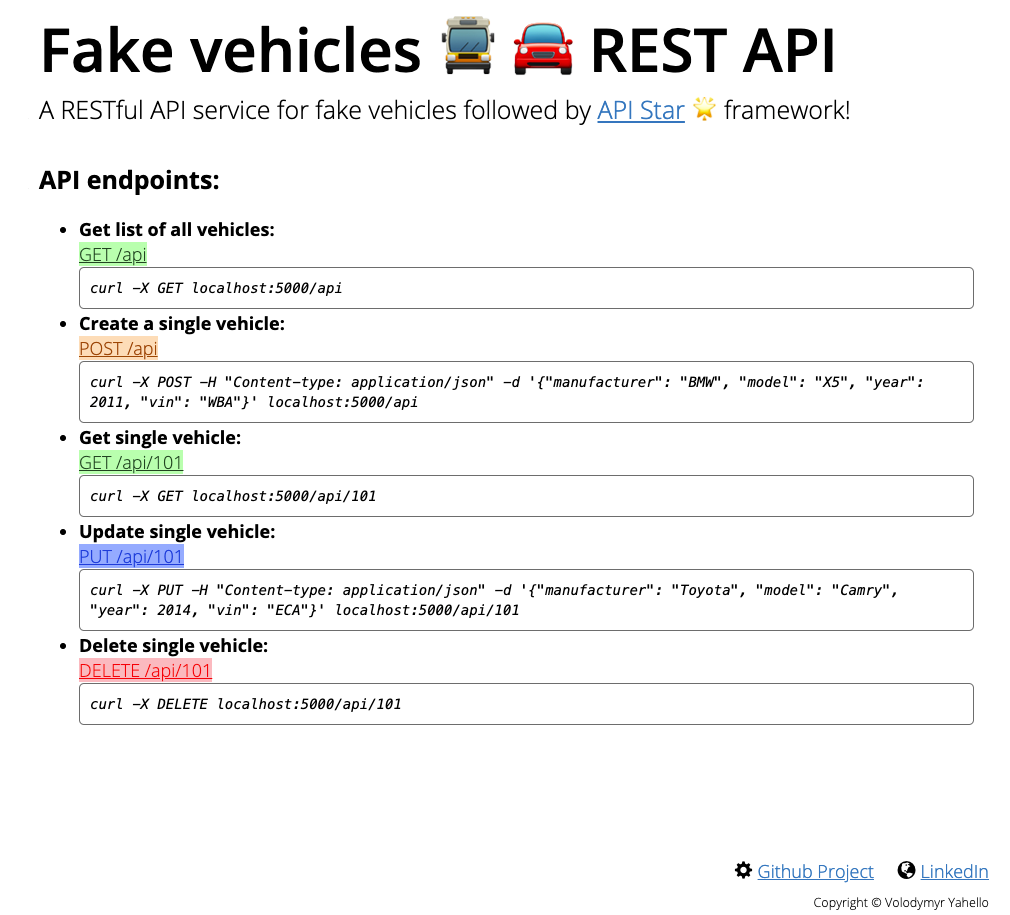 Fake vehicles 🚌 🚗 REST API
A RESTful API service for fake vehicles followed by API Star 🌟 framework!
API endpoints:
• Get list of all vehicles:
GET /api
curl -X GET localhost:5000/api
• Create a single vehicle:
POST /api
curl -X POST -H "Content-type: application/json" -d '{"manufacturer": "BMW", "model": "X5", "year":
2011, "vin": "WBA"}' localhost:5000/api
• Get single vehicle:
GET /api/101
curl -X GET localhost:5000/api/101
• Update single vehicle:
PUT /api/101
curl -X PUT -H "Content-type: application/json" -d '{"manufacturer": "Toyota", "model": "Camry",
"year": 2014, "vin": "ECA"}' localhost:5000/api/101
• Delete single vehicle:
DELETE /api/101
curl -X DELETE localhost:5000/api/101
Github Project LinkedIn
Copyright © Volodymyr Yahello